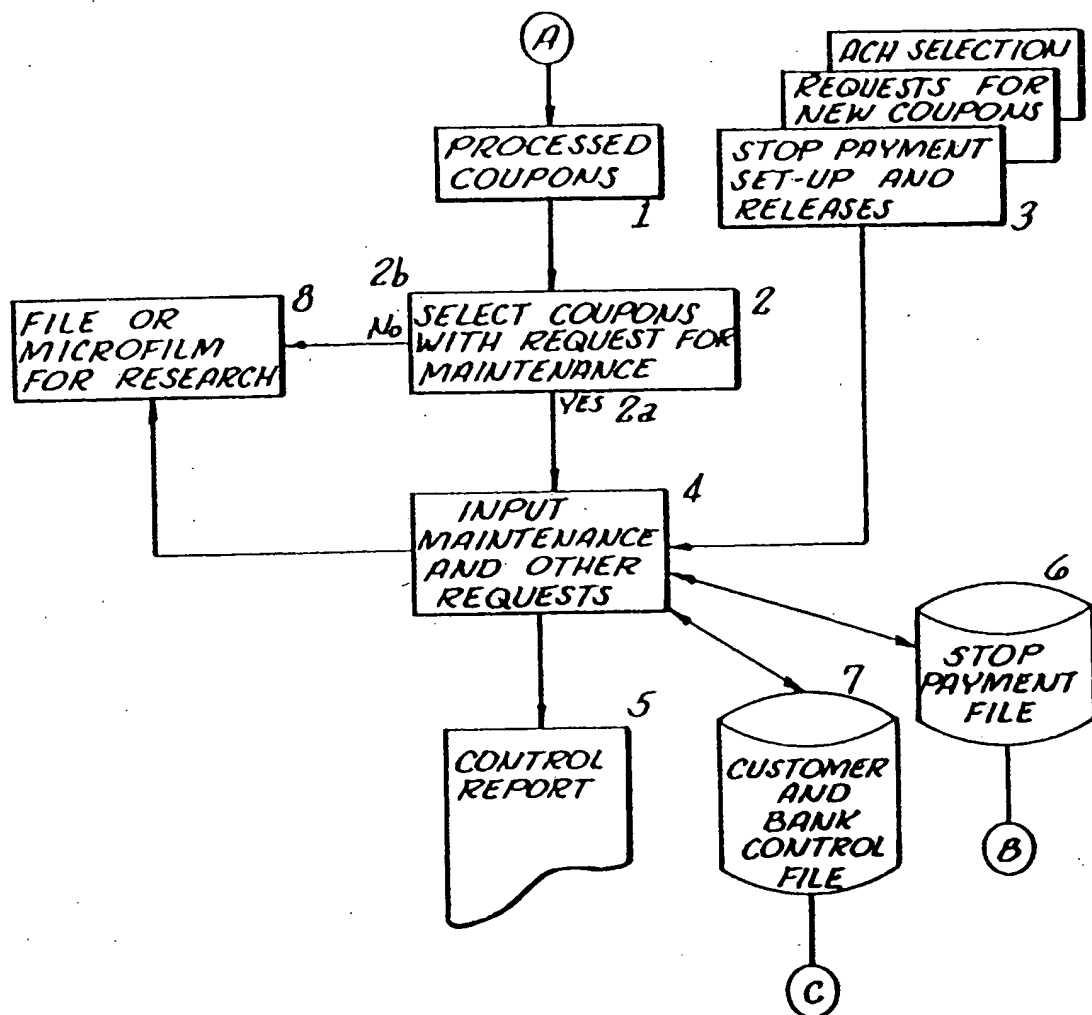 A
ACH SELECTION
REQUESTS FOR
NEW COUPONS
PROCESSED
COUPONS
1
STOP PAYMENT
SET-UP AND
RELEASES
3
2b
8
FILE OR
MICROFILM
FOR RESEARCH
No
SELECT COUPONS
WITH REQUEST FOR
MAINTENANCE
2
YES 2a
4
INPUT
MAINTENANCE
AND OTHER
REQUESTS
6
STOP
PAYMENT
FILE
5
CONTROL
REPORT
7
CUSTOMER
AND
BANK
CONTROL
FILE
B
C